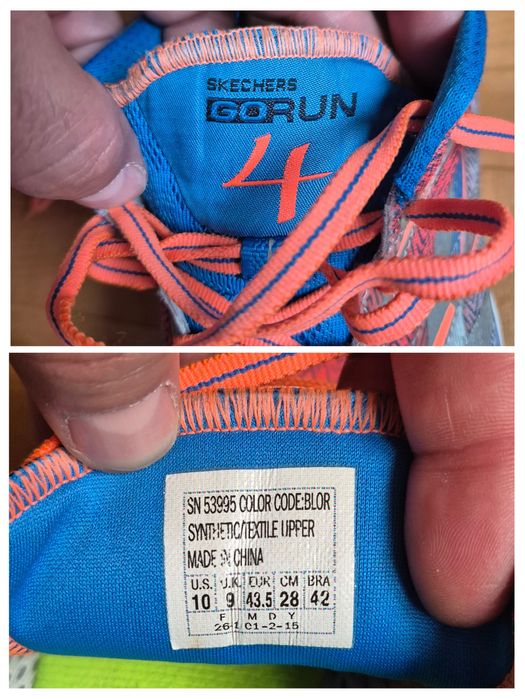 SKECHERS
GORUN
4
SN 53995 COLOR CODE:BLOR
SYNTHETIC/TEXTILE UPPER
MADE IN CHINA
U.S. U.K. EUR CM BRA
10 9 43.5 28 42
F M D Y
01-2-15